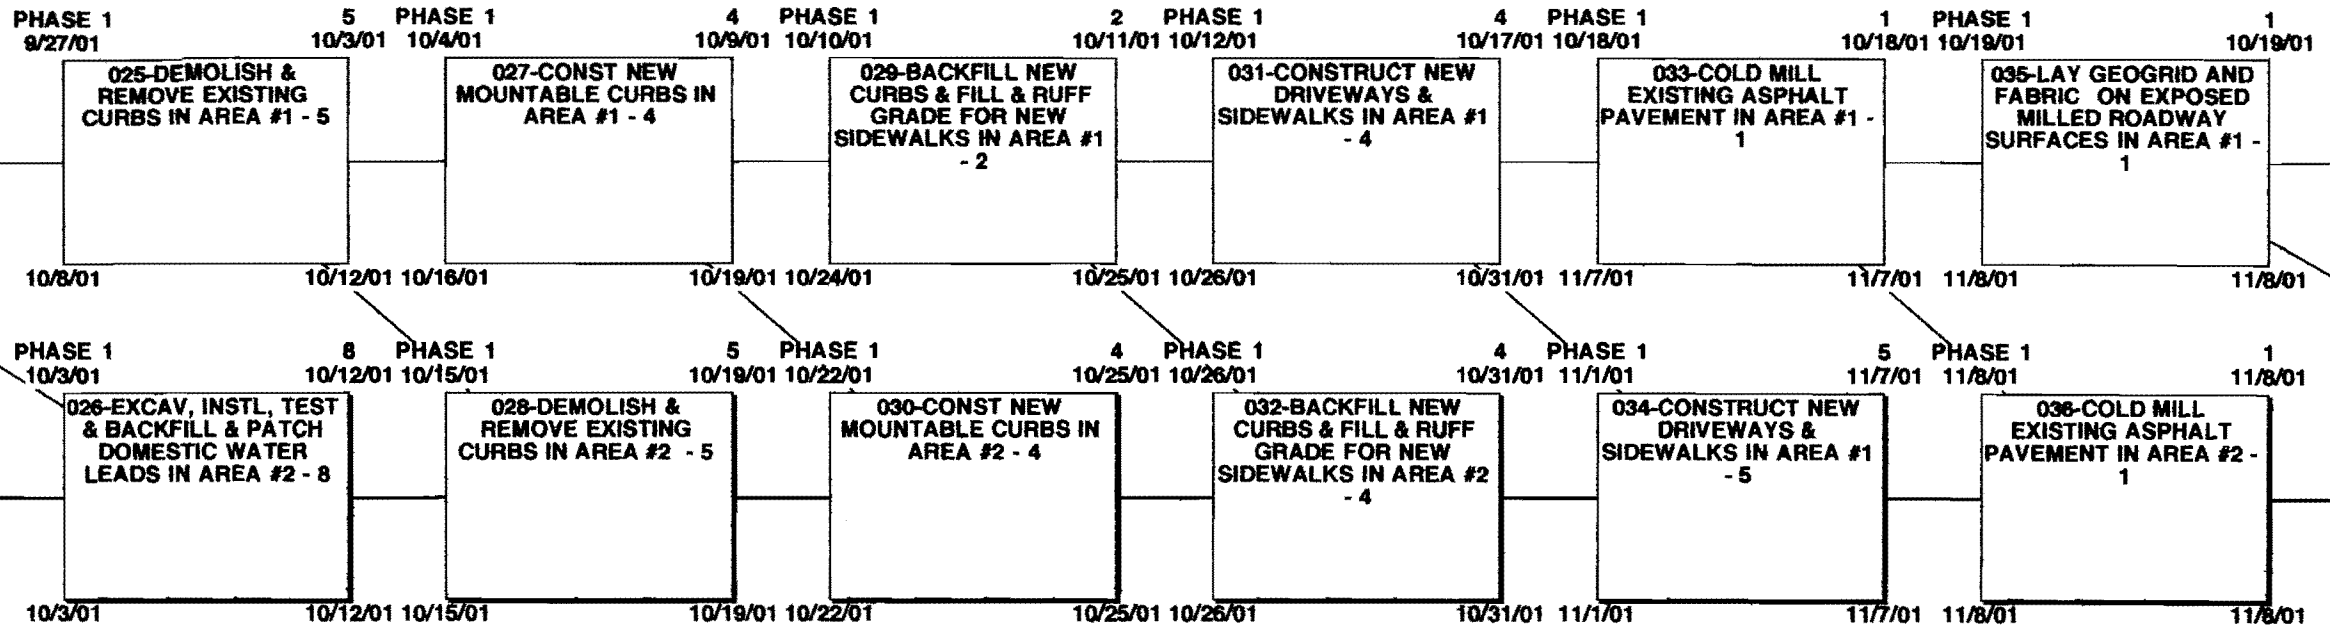 PHASE 1 5 PHASE 1 4 PHASE 1 2 PHASE 1 4 PHASE 1 1 PHASE 1 1
9/27/01 10/3/01 10/4/01 10/9/01 10/10/01 10/11/01 10/12/01 10/17/01 10/18/01 10/18/01 10/19/01 10/19/01
025-DEMOLISH &
REMOVE EXISTING
CURBS IN AREA #1 - 5
027-CONST NEW
MOUNTABLE CURBS IN
AREA #1 - 4
029-BACKFILL NEW
CURBS & FILL & RUFF
GRADE FOR NEW
SIDEWALKS IN AREA #1
- 2
031-CONSTRUCT NEW
DRIVEWAYS &
SIDEWALKS IN AREA #1
- 4
033-COLD MILL
EXISTING ASPHALT
PAVEMENT IN AREA #1 -
1
035-LAY GEOGRID AND
FABRIC ON EXPOSED
MILLED ROADWAY
SURFACES IN AREA #1 -
1
10/8/01 10/12/01 10/16/01 10/19/01 10/24/01 10/25/01 10/26/01 10/31/01 11/7/01 11/7/01 11/8/01 11/8/01
PHASE 1 8 PHASE 1 5 PHASE 1 4 PHASE 1 4 PHASE 1 5 PHASE 1 1
10/3/01 10/12/01 10/15/01 10/19/01 10/22/01 10/25/01 10/26/01 10/31/01 11/1/01 11/7/01 11/8/01 11/8/01
026-EXCAV, INSTL, TEST
& BACKFILL & PATCH
DOMESTIC WATER
LEADS IN AREA #2 - 8
028-DEMOLISH &
REMOVE EXISTING
CURBS IN AREA #2 - 5
030-CONST NEW
MOUNTABLE CURBS IN
AREA #2 - 4
032-BACKFILL NEW
CURBS & FILL & RUFF
GRADE FOR NEW
SIDEWALKS IN AREA #2
- 4
034-CONSTRUCT NEW
DRIVEWAYS &
SIDEWALKS IN AREA #1
- 5
036-COLD MILL
EXISTING ASPHALT
PAVEMENT IN AREA #2 -
1
10/3/01 10/12/01 10/15/01 10/19/01 10/22/01 10/25/01 10/26/01 10/31/01 11/1/01 11/7/01 11/8/01 11/8/01